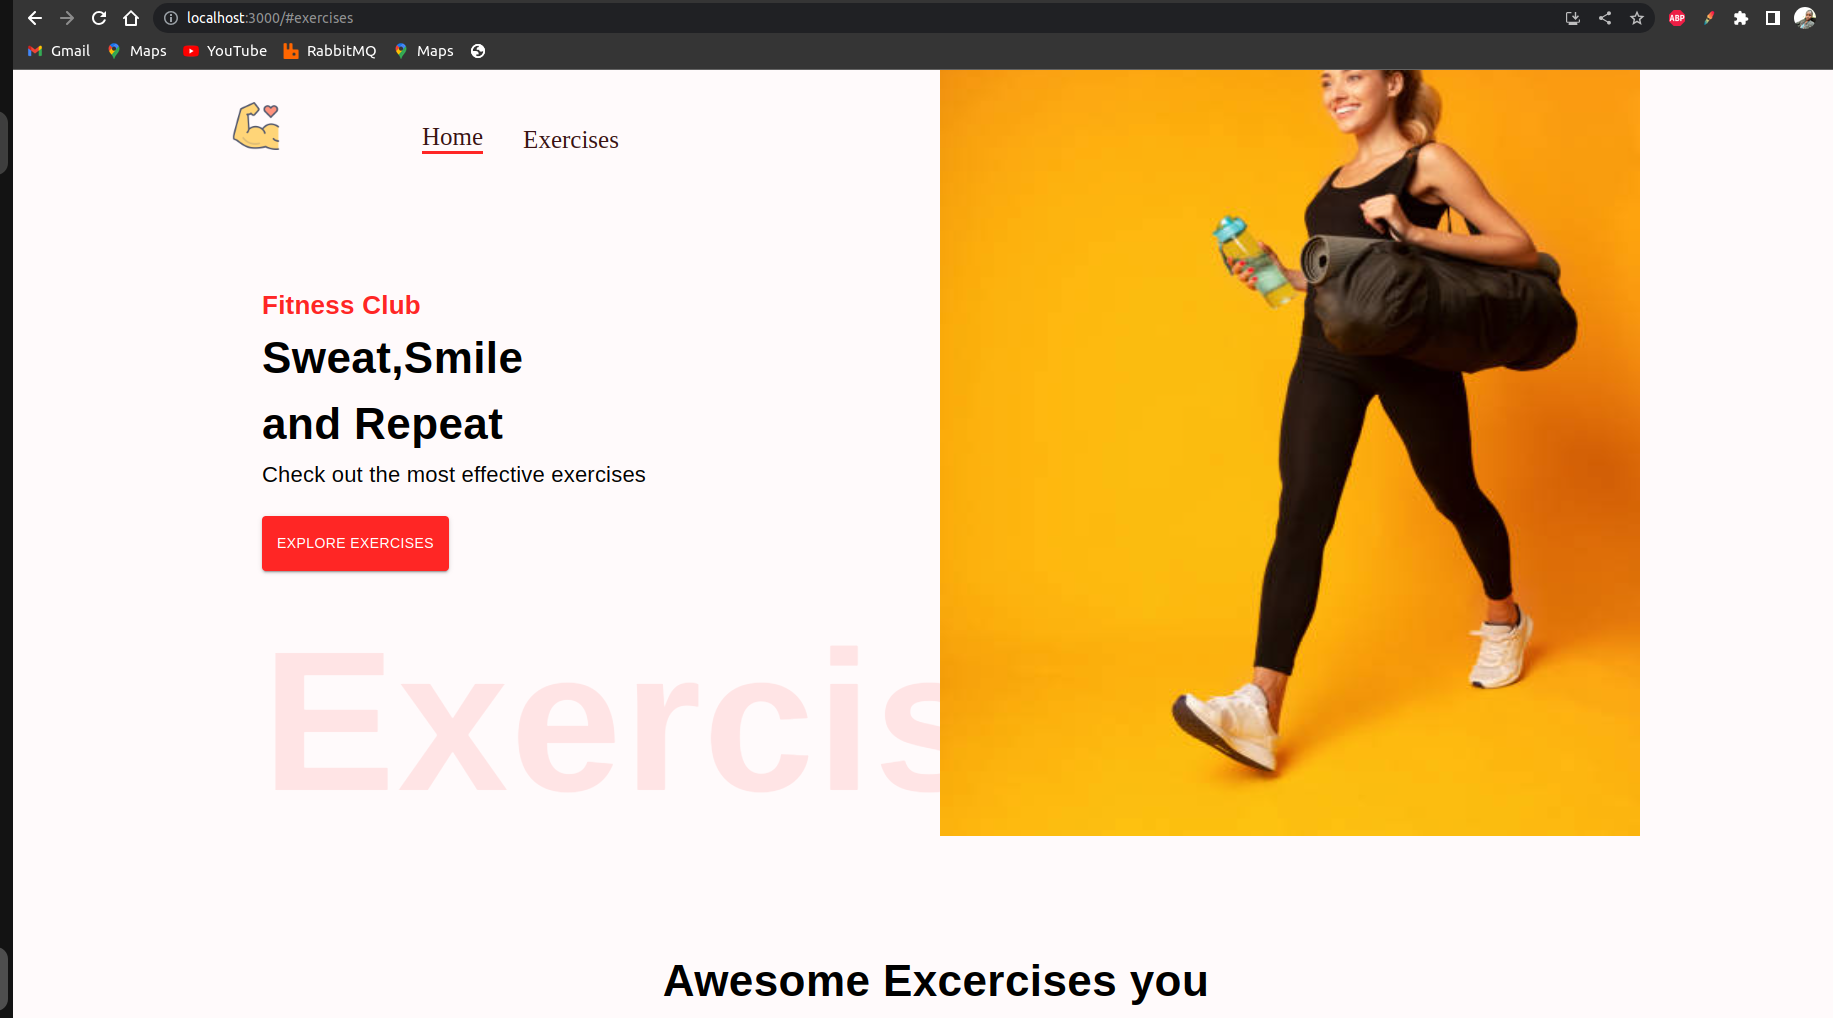 localhost:3000/#exercises
ABP
Gmail Maps YouTube RabbitMQ Maps
Home Exercises
Fitness Club
Sweat,Smile
and Repeat
Check out the most effective exercises
EXPLORE EXERCISES
Exercis
Awesome Excercises you